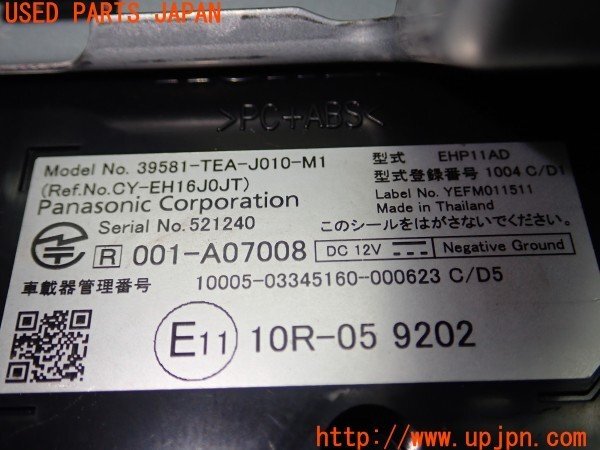 USED PARTS JAPAN
>PC+ABS<
Model No. 39581-TEA-J010-M1
(Ref.No.CY-EH16J0JT)
Panasonic Corporation
Serial No.521240
型式 EHP11AD
型式登録番号 1004 C/D1
Label No. YEFM011511
Made in Thailand
このシールをはがさないでください
R 001-A07008 DC 12V Negative Ground
車載器管理番号 10005-03345160-000623 C/D5
E11 10R-05 9202
USED PARTS JAPAN
http://www.upjpn.com